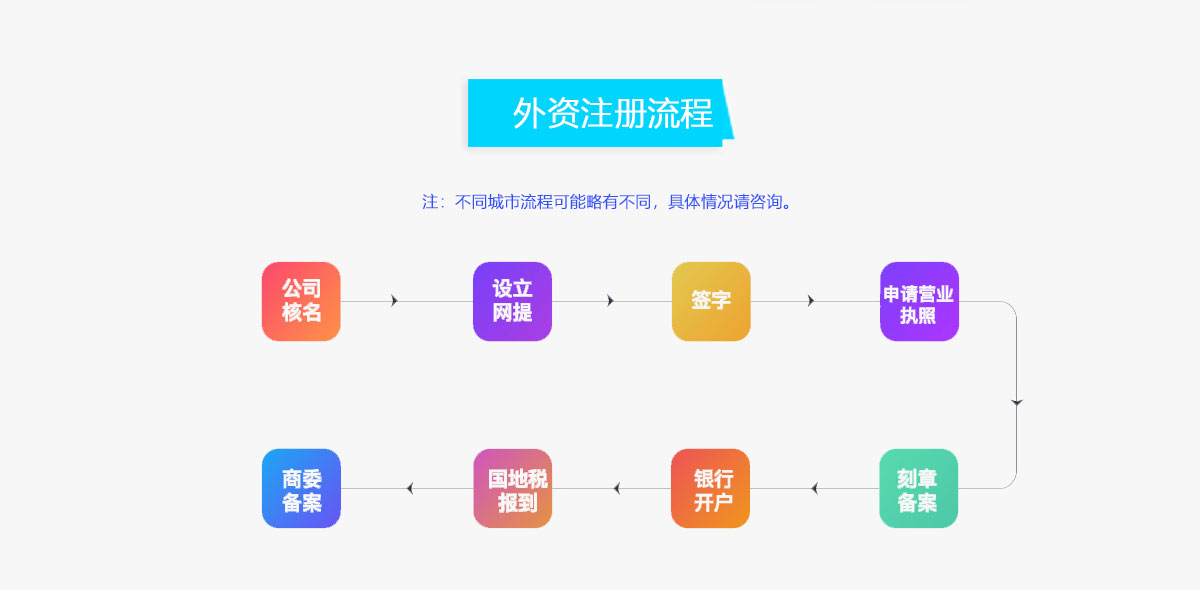 外资注册流程
注：不同城市流程可能略有不同，具体情况请咨询。
公司
核名
设立
网提
签字
申请营业
执照
刻章
备案
银行
开户
国地税
报到
商委
备案